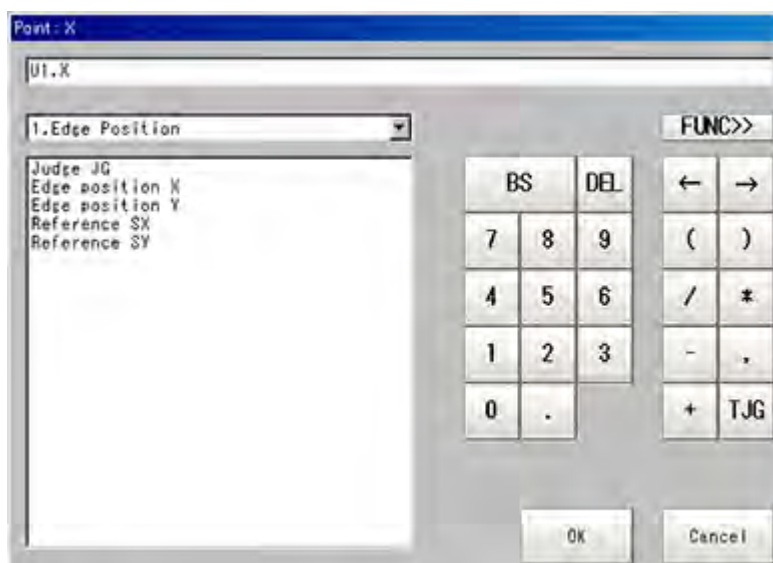 Point: X
U1.X
1.Edge Position
FUNC>>
Judge JG
Edge position X
Edge position Y
Reference SX
Reference SY
BS DEL ← →
7 8 9 ( )
4 5 6 / *
1 2 3 - ,
0 . + TJG
OK Cancel